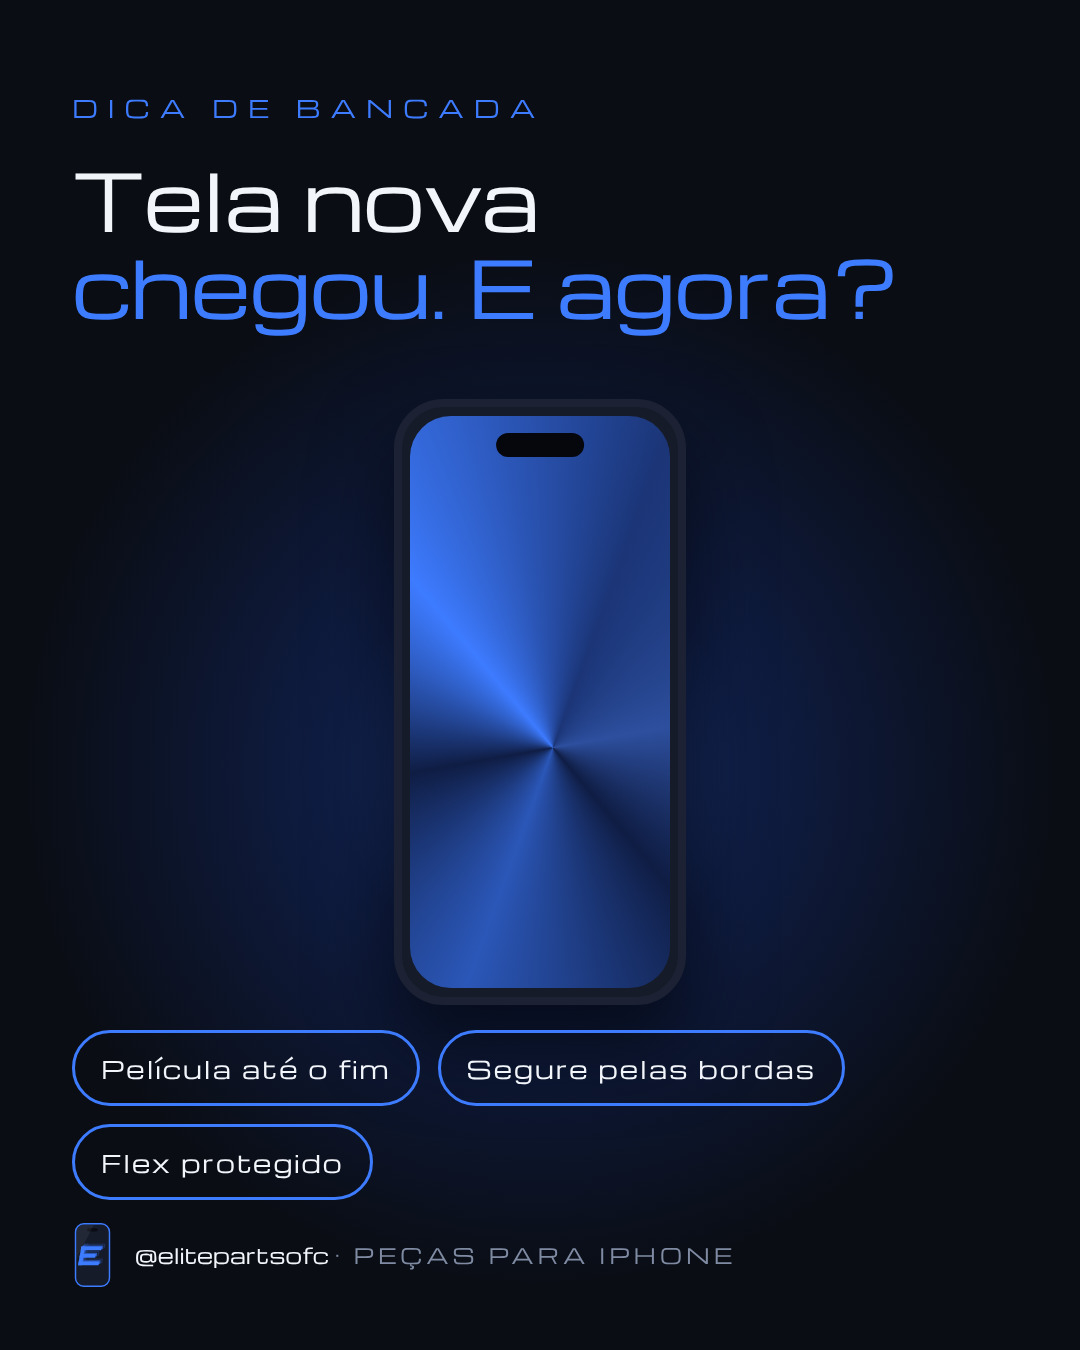 DICA DE BANCADA
Tela nova
chegou. E agora?
Película até o fim
Segure pelas bordas
Flex protegido
E
@elitepartsofc · PEÇAS PARA IPHONE